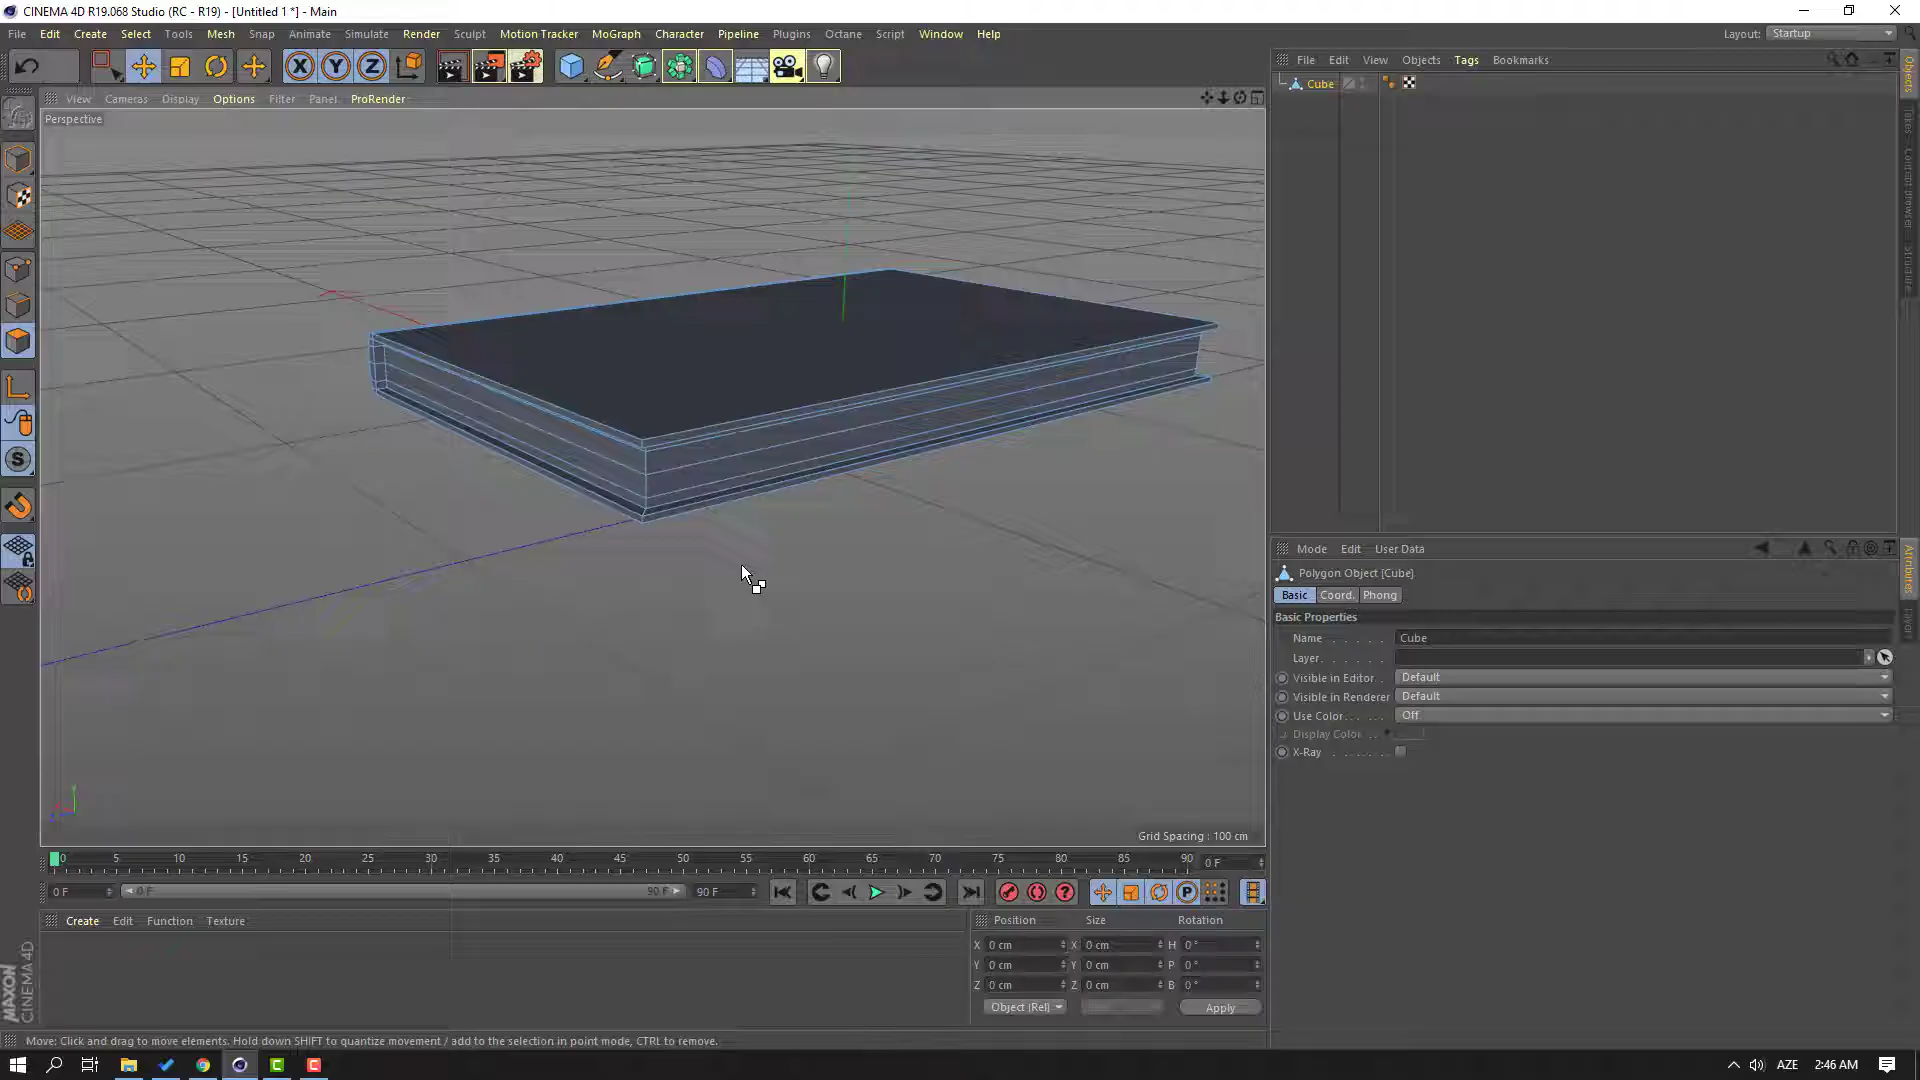 CINEMA 4D R19.068 Studio (RC - R19) - [Untitled 1 *] - Main
File Edit Create Select Tools Mesh Snap Animate Simulate Render Sculpt Motion Tracker MoGraph Character Pipeline Plugins Octane Script Window Help Layout: Startup
File Edit View Objects Tags Bookmarks
View Cameras Display Options Filter Panel ProRender
Perspective
Cube
Objects
Takes
Content Browser
Structure
Mode Edit User Data
Polygon Object [Cube]
Basic Coord. Phong
Basic Properties
Name . . . . . Cube
Layer . . . . .
Visible in Editor . Default
Visible in Renderer Default
Use Color. . . . Off
Display Color . .
X-Ray . . . . . .
Attributes
Layers
Grid Spacing : 100 cm
0 5 10 15 20 25 30 35 40 45 50 55 60 65 70 75 80 85 90 0 F
0 F 0 F 90 F 90 F
Create Edit Function Texture
Position Size Rotation
X 0 cm X 0 cm H 0 °
Y 0 cm Y 0 cm P 0 °
Z 0 cm Z 0 cm B 0 °
Object (Rel) Apply
MAXON
CINEMA 4D
Move: Click and drag to move elements. Hold down SHIFT to quantize movement / add to the selection in point mode, CTRL to remove.
AZE 2:46 AM